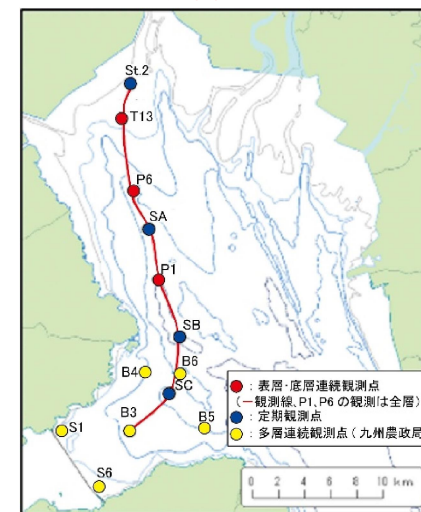 St.2
T13
P6
SA
P1
SB
B4
B6
SC
B3
B5
S1
S6
：表層・底層連続観測点
（ー観測線、P1、P6 の観測は全層）
：定期観測点
：多層連続観測点（九州農政局
0 2 4 6 8 10 km